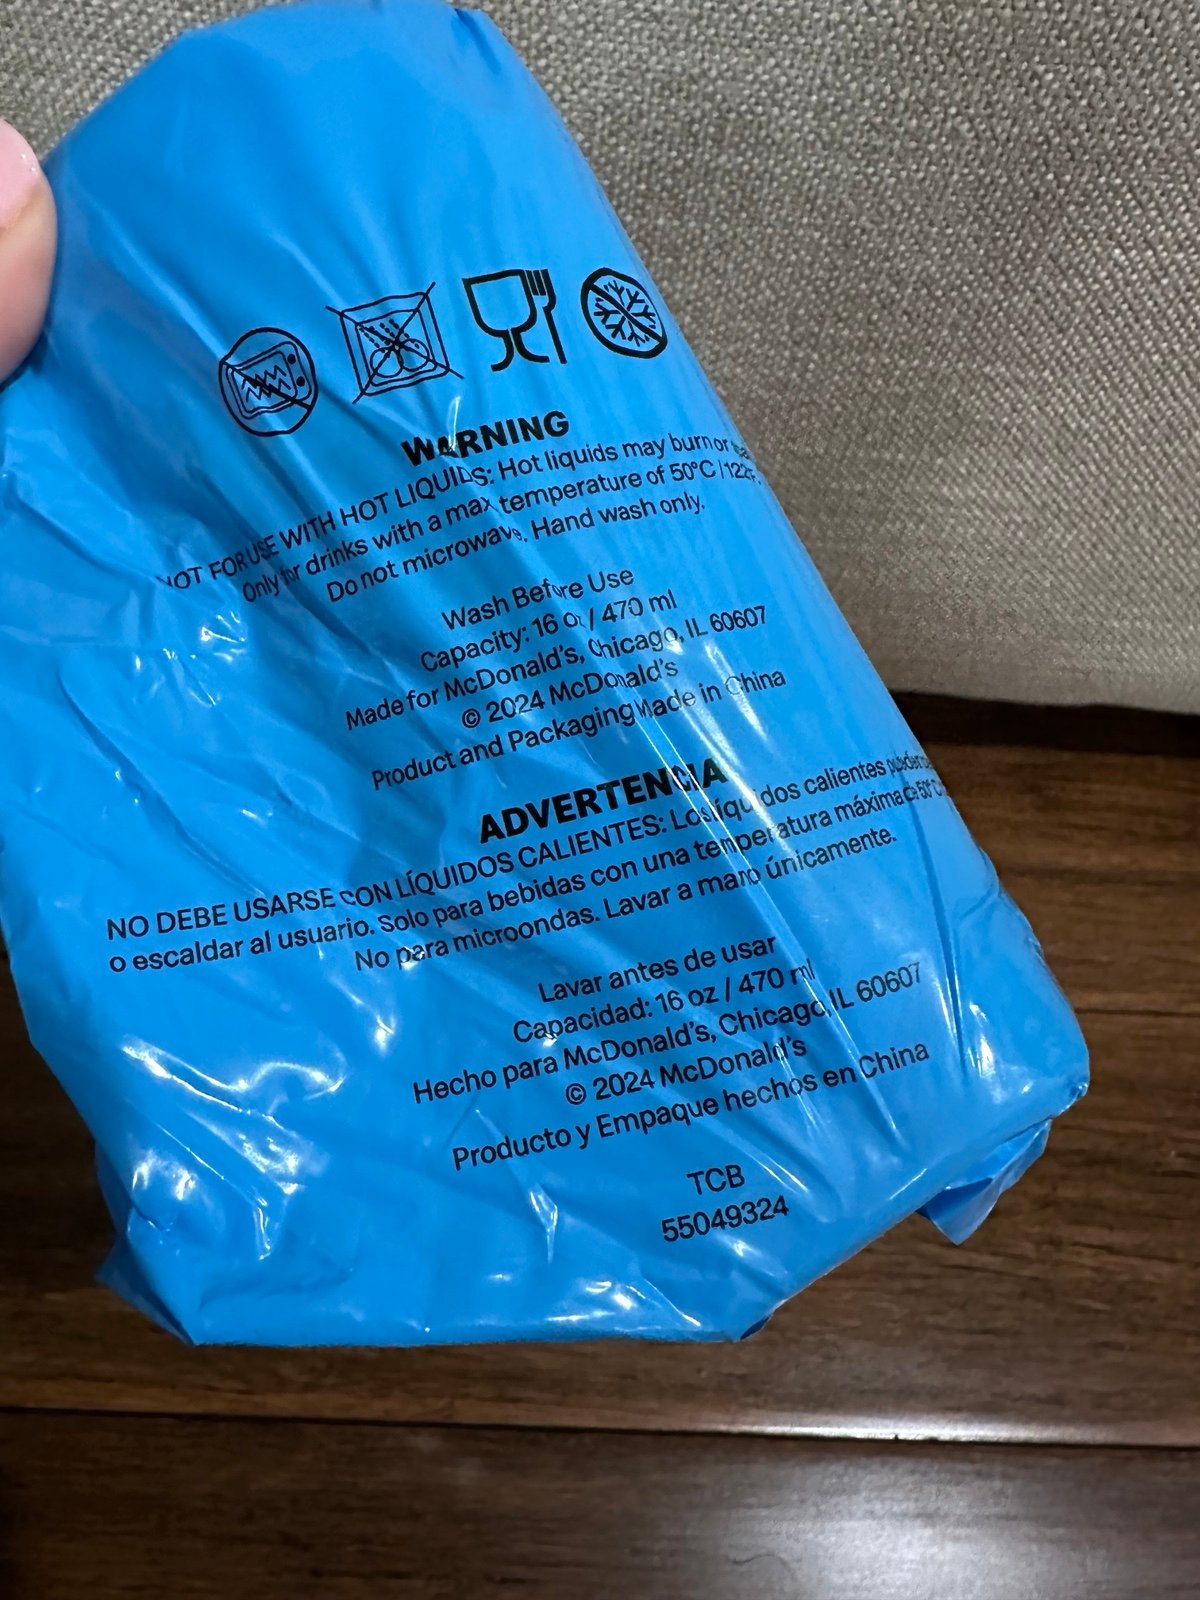 WARNING
NOT FOR USE WITH HOT LIQUIDS: Hot liquids may burn or
Only for drinks with a max temperature of 50°C / 122°F.
Do not microwave. Hand wash only.
Wash Before Use
Capacity: 16 oz / 470 ml
Made for McDonald's, Chicago, IL 60607
© 2024 McDonald's
Product and Packaging Made in China
ADVERTENCIA
NO DEBE USARSE CON LÍQUIDOS CALIENTES: Los líquidos calientes pueden
o escaldar al usuario. Solo para bebidas con una temperatura máxima de 50°C
No para microondas. Lavar a mano únicamente.
Lavar antes de usar
Capacidad: 16 oz / 470 ml
Hecho para McDonald's, Chicago, IL 60607
© 2024 McDonald's
Producto y Empaque hechos en China
TCB
55049324